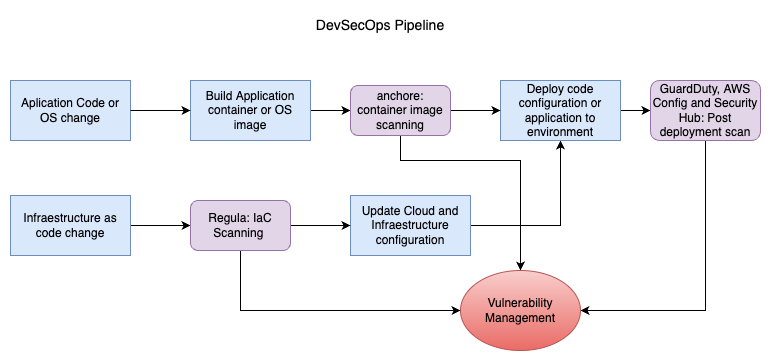 DevSecOps Pipeline
Aplication Code or
OS change
Build Application
container or OS
image
anchore:
container image
scanning
Deploy code
configuration or
application to
environment
GuardDuty, AWS
Config and Security
Hub: Post
deployment scan
Infraestructure as
code change
Regula: IaC
Scanning
Update Cloud and
Infraestructure
configuration
Vulnerability
Management